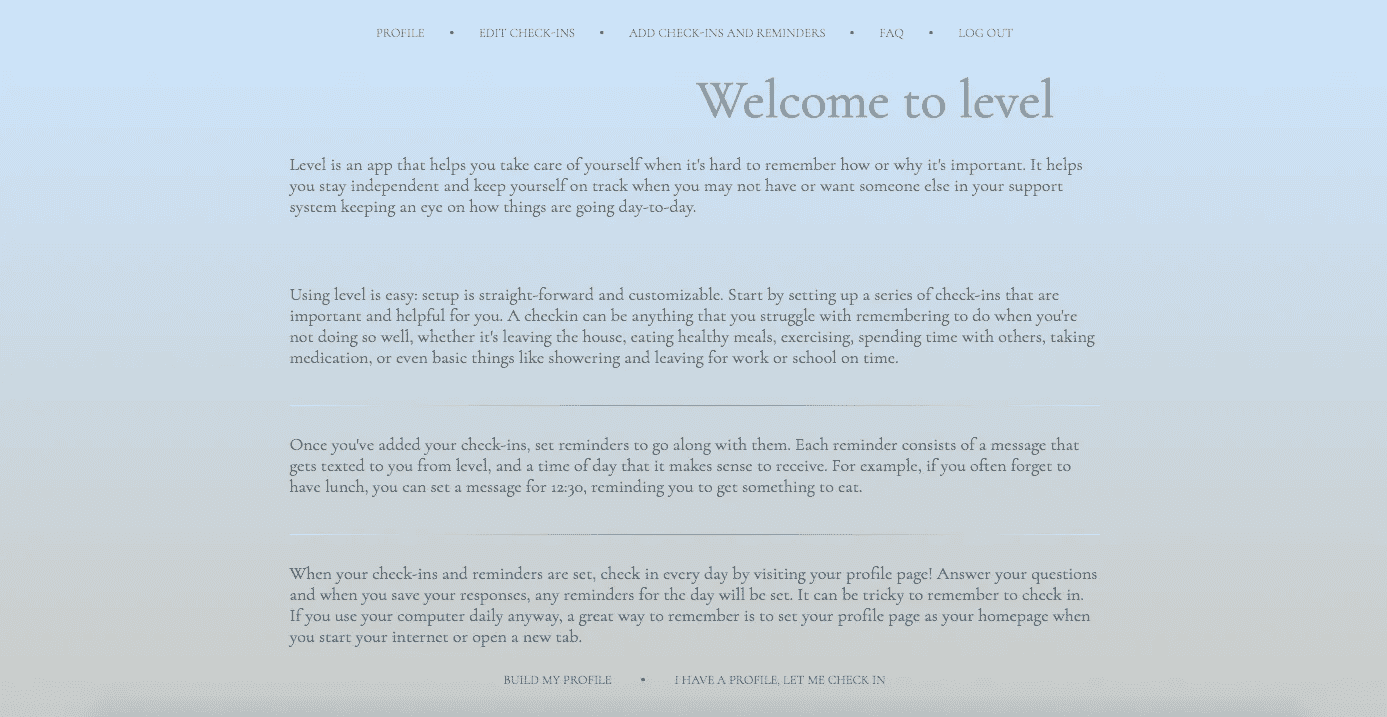 PROFILE • EDIT CHECK-INS • ADD CHECK-INS AND REMINDERS • FAQ • LOG OUT
Welcome to level
Level is an app that helps you take care of yourself when it's hard to remember how or why it's important. It helps
you stay independent and keep yourself on track when you may not have or want someone else in your support
system keeping an eye on how things are going day-to-day.
Using level is easy: setup is straight-forward and customizable. Start by setting up a series of check-ins that are
important and helpful for you. A checkin can be anything that you struggle with remembering to do when you're
not doing so well, whether it's leaving the house, eating healthy meals, exercising, spending time with others, taking
medication, or even basic things like showering and leaving for work or school on time.
Once you've added your check-ins, set reminders to go along with them. Each reminder consists of a message that
gets texted to you from level, and a time of day that it makes sense to receive. For example, if you often forget to
have lunch, you can set a message for 12:30, reminding you to get something to eat.
When your check-ins and reminders are set, check in every day by visiting your profile page! Answer your questions
and when you save your responses, any reminders for the day will be set. It can be tricky to remember to check in.
If you use your computer daily anyway, a great way to remember is to set your profile page as your homepage when
you start your internet or open a new tab.
BUILD MY PROFILE • I HAVE A PROFILE, LET ME CHECK IN